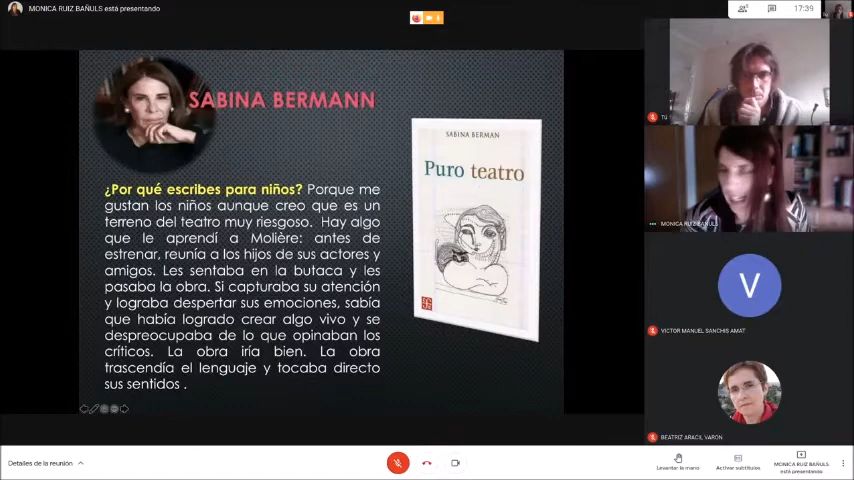 MONICA RUIZ BAÑULS está presentando
17:39
SABINA BERMANN
¿Por qué escribes para niños? Porque me
gustan los niños aunque creo que es un
terreno del teatro muy riesgoso. Hay algo
que le aprendí a Molière: antes de
estrenar, reunía a los hijos de sus actores y
amigos. Les sentaba en la butaca y les
pasaba la obra. Si capturaba su atención
y lograba despertar sus emociones, sabía
que había logrado crear algo vivo y se
despreocupaba de lo que opinaban los
críticos. La obra iría bien. La obra
trascendía el lenguaje y tocaba directo
sus sentidos .
SABINA BERMAN
Puro teatro
Tú
MONICA RUIZ BAÑULS
V
VICTOR MANUEL SANCHIS AMAT
BEATRIZ ARACIL VARON
Detalles de la reunión
Levantar la mano
Activar subtítulos
MONICA RUIZ BAÑULS
está presentando